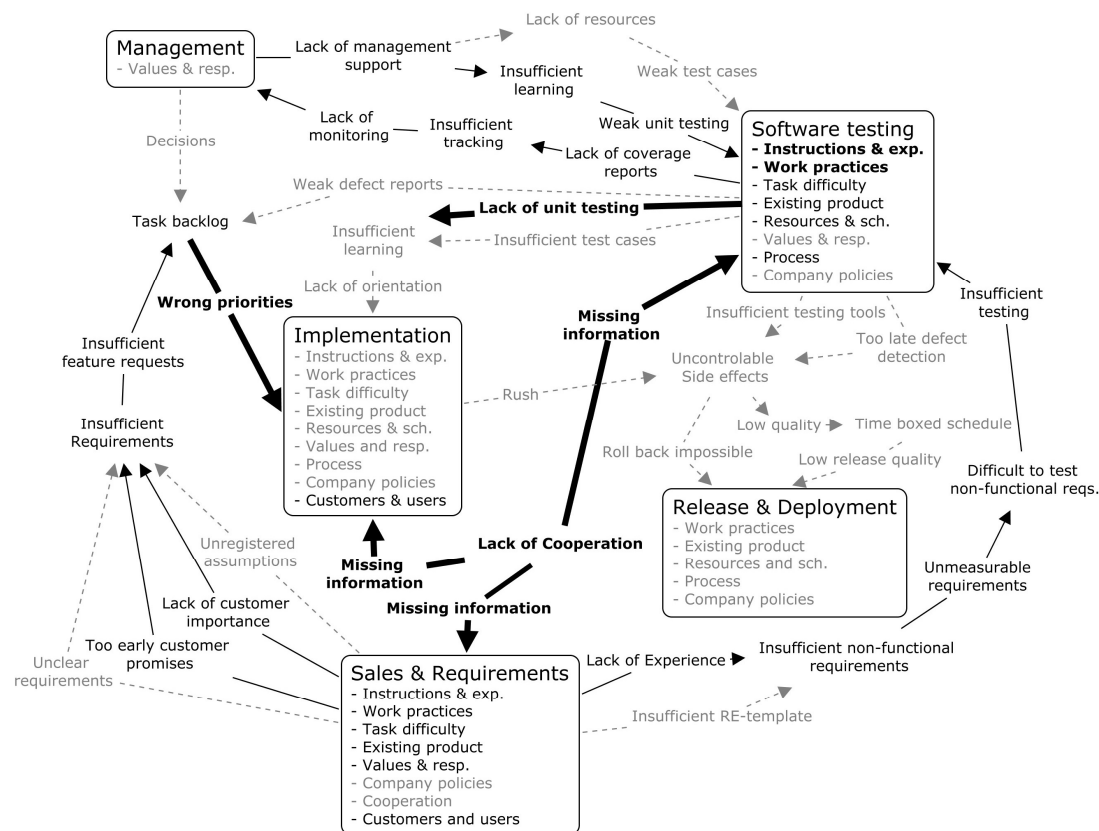 Lack of resources
Management
- Values & resp.
Lack of management
support
Insufficient
learning
Weak test cases
Lack of
monitoring
Insufficient
tracking
Weak unit testing
Lack of coverage
reports
Decisions
Software testing
- Instructions & exp.
- Work practices
- Task difficulty
- Existing product
- Resources & sch.
- Values & resp.
- Process
- Company policies
Weak defect reports
Task backlog
Lack of unit testing
Insufficient
learning
Insufficient test cases
Lack of orientation
Wrong priorities
Missing
information
Insufficient testing tools
Too late defect
detection
Insufficient
testing
Implementation
- Instructions & exp.
- Work practices
- Task difficulty
- Existing product
- Resources & sch.
- Values and resp.
- Process
- Company policies
- Customers & users
Insufficient
feature requests
Insufficient
Requirements
Rush
Uncontrolable
Side effects
Low quality
Time boxed schedule
Roll back impossible
Low release quality
Difficult to test
non-functional reqs.
Release & Deployment
- Work practices
- Existing product
- Resources and sch.
- Process
- Company policies
Unregistered
assumptions
Missing
information
Lack of Cooperation
Missing information
Unmeasurable
requirements
Lack of customer
importance
Too early customer
promises
Unclear
requirements
Sales & Requirements
- Instructions & exp.
- Work practices
- Task difficulty
- Existing product
- Values & resp.
- Company policies
- Cooperation
- Customers and users
Lack of Experience
Insufficient non-functional
requirements
Insufficient RE-template